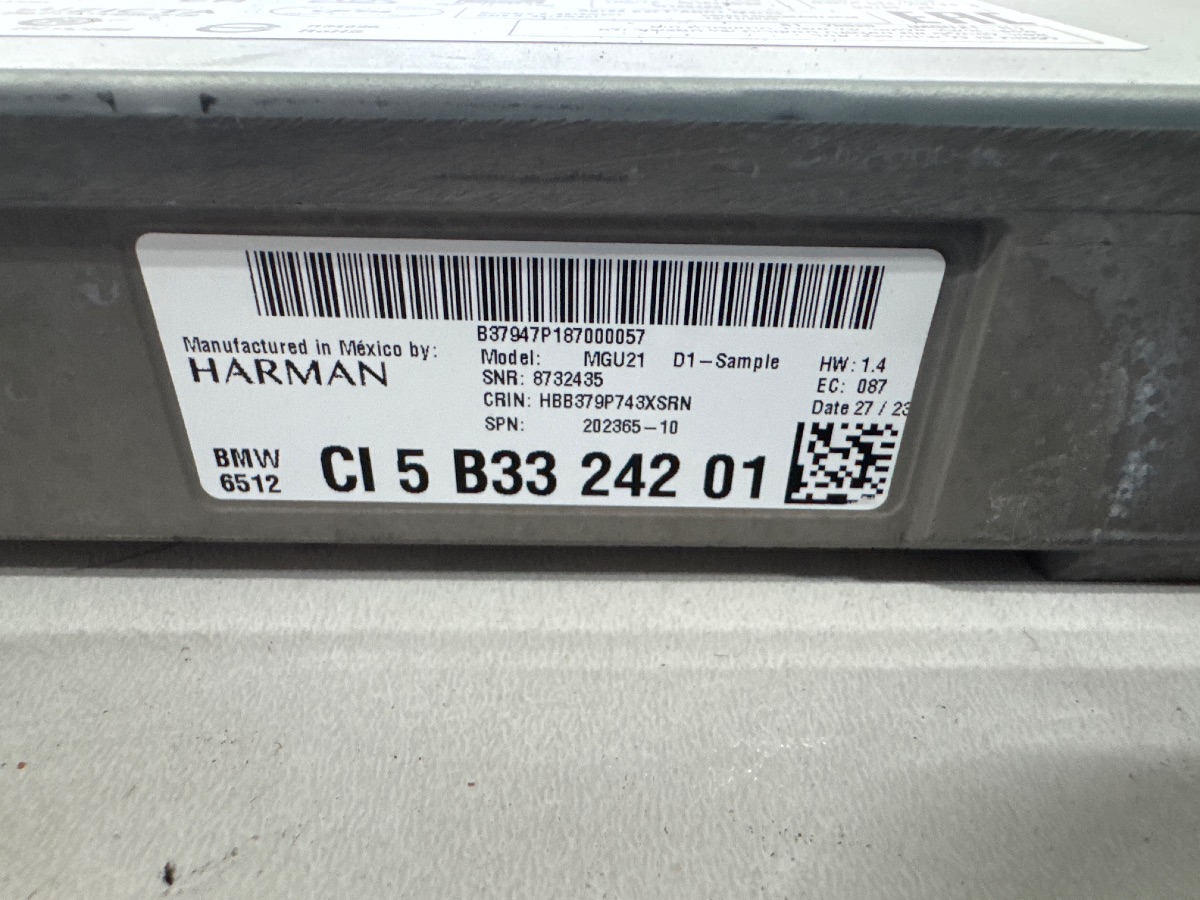 B37947P187000057
Manufactured in México by:
HARMAN
Model: MGU21 D1-Sample
HW: 1.4
SNR: 8732435
EC: 087
CRIN: HBB379P743XSRN
Date 27 / 23
SPN: 202365-10
BMW
6512
CI 5 B33 242 01